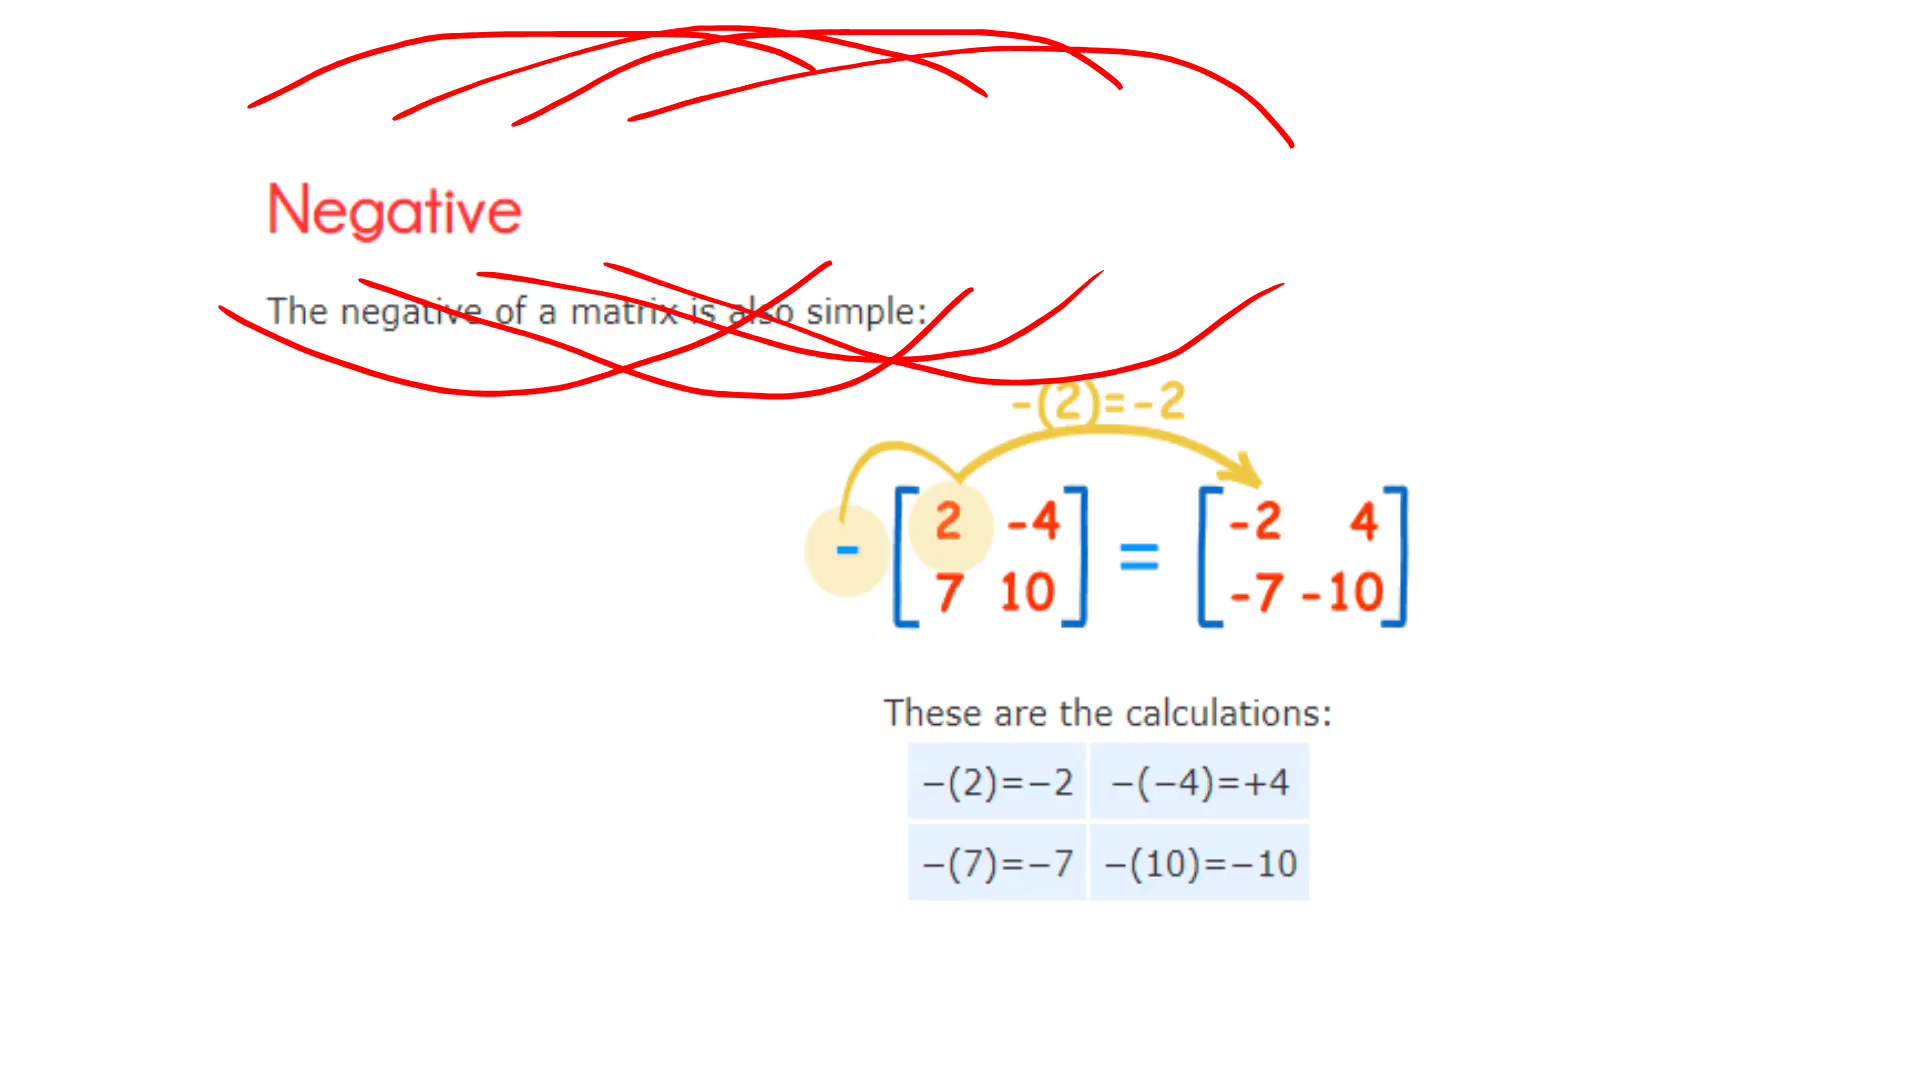 Negative
The negative of a matrix is also simple:
-(2)=-2
- [ 2 -4 ] = [ -2 4 ]
[ 7 10 ] [ -7 -10 ]
These are the calculations:
−(2)=−2 −(−4)=+4
−(7)=−7 −(10)=−10